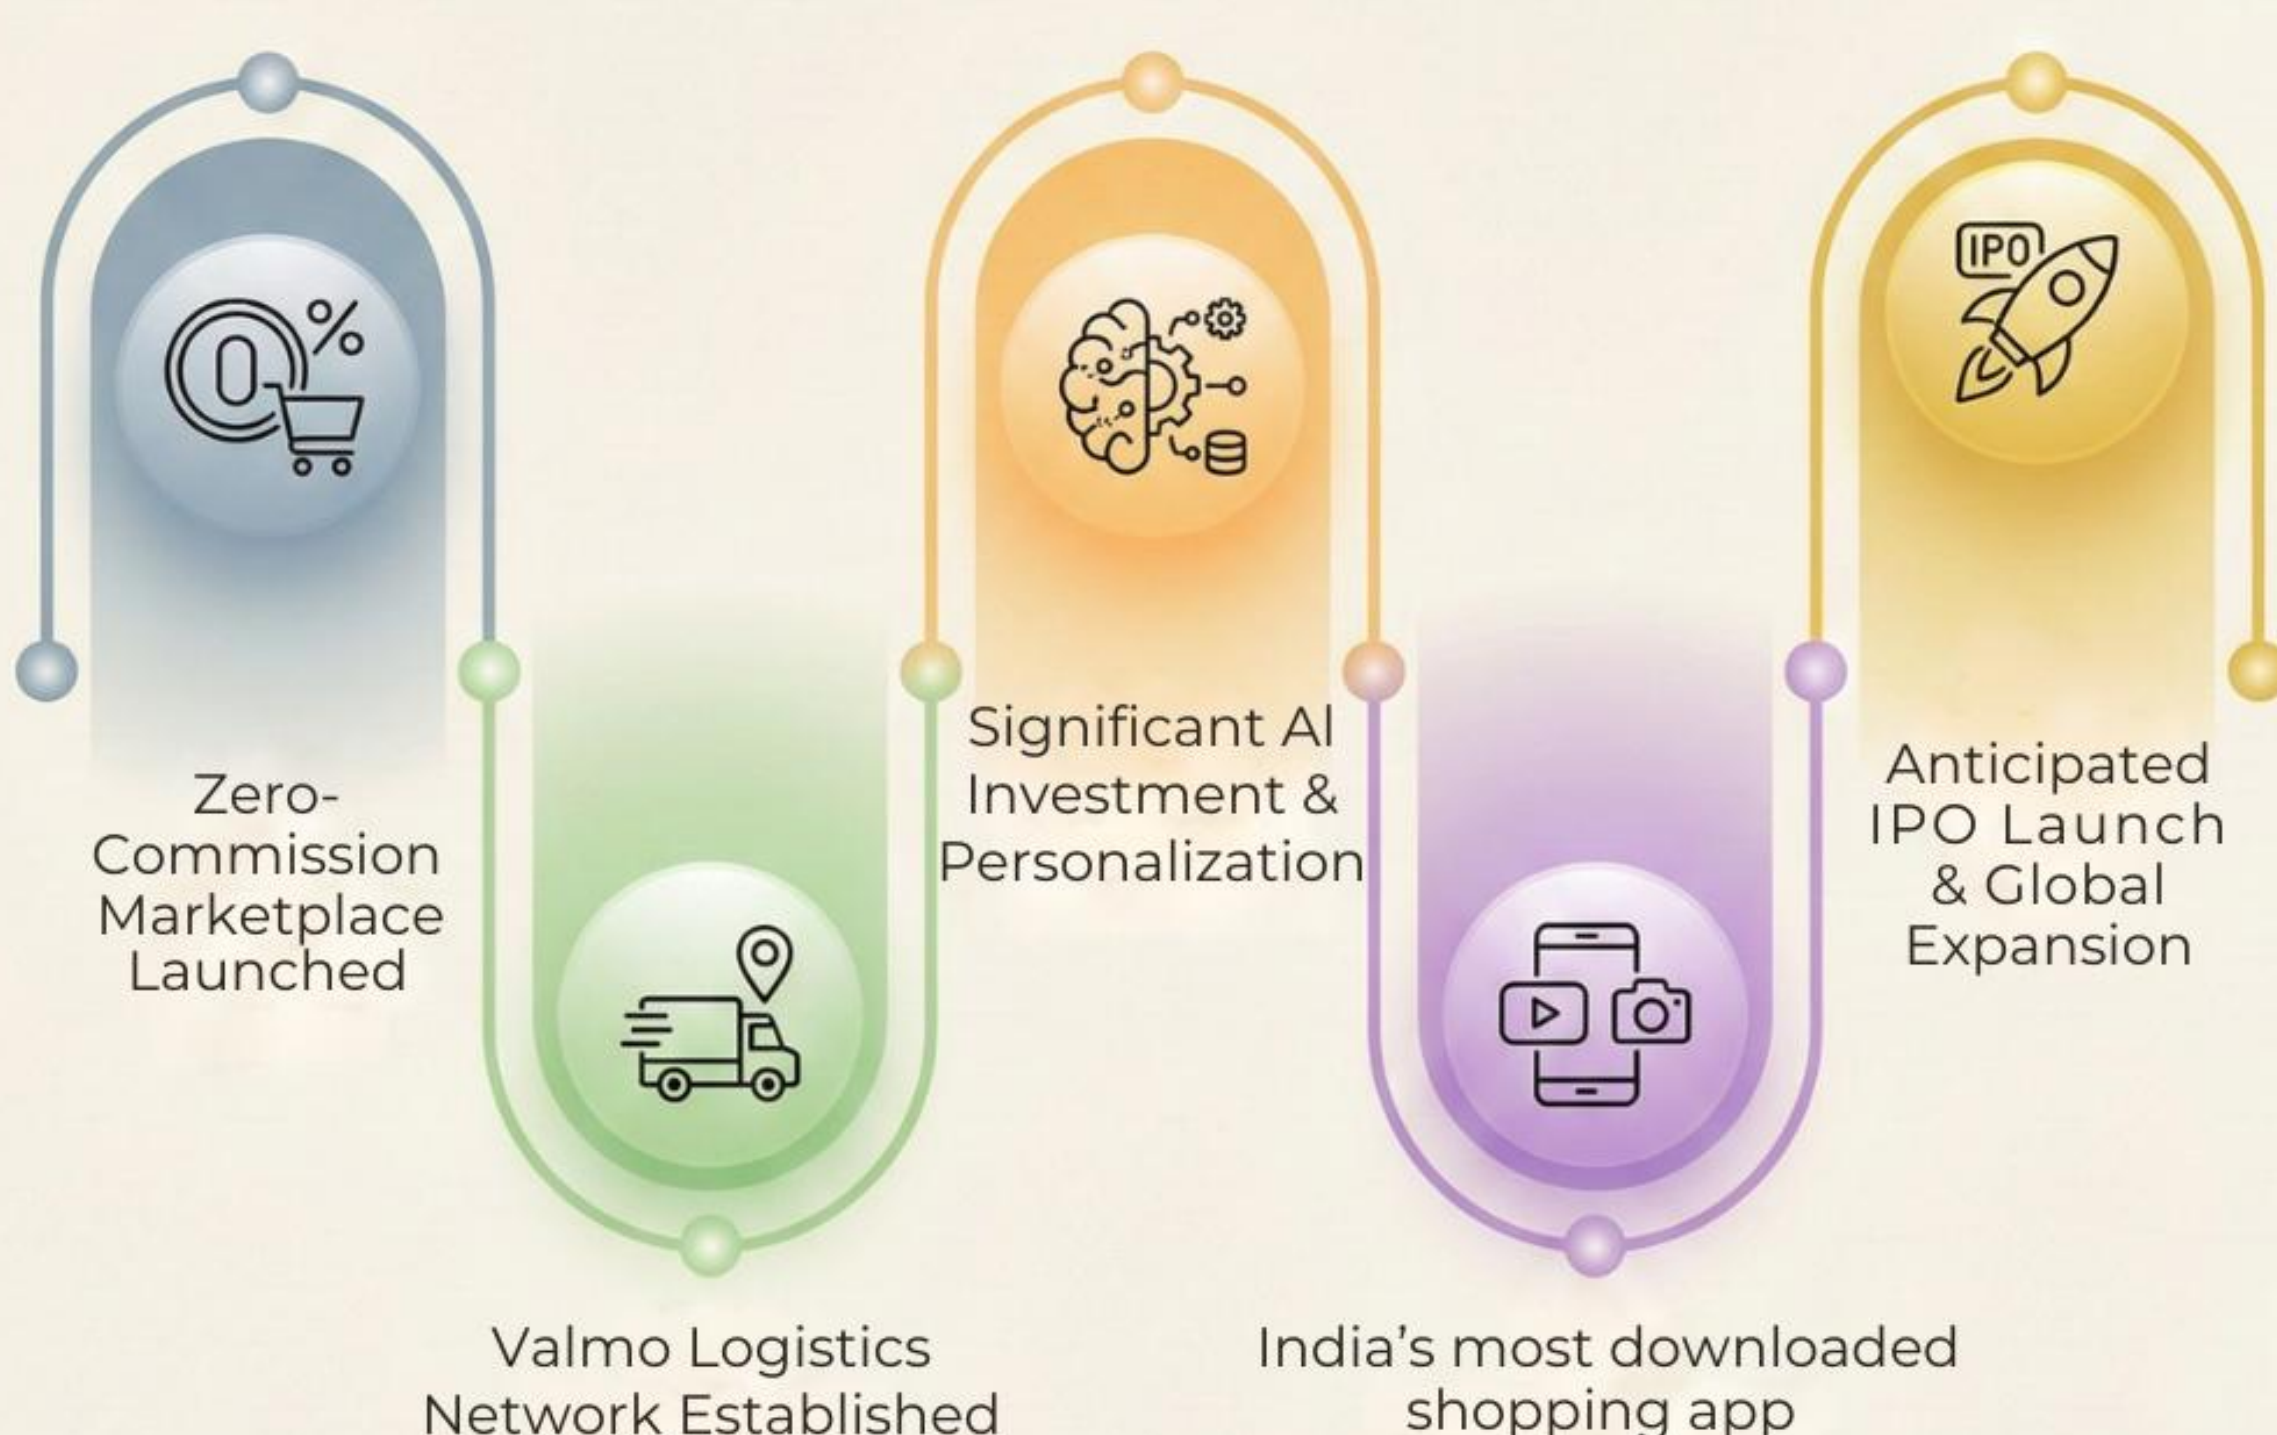 0 %
Zero-
Commission
Marketplace
Launched
Valmo Logistics
Network Established
Significant AI
Investment &
Personalization
India's most downloaded
shopping app
IPO
Anticipated
IPO Launch
& Global
Expansion